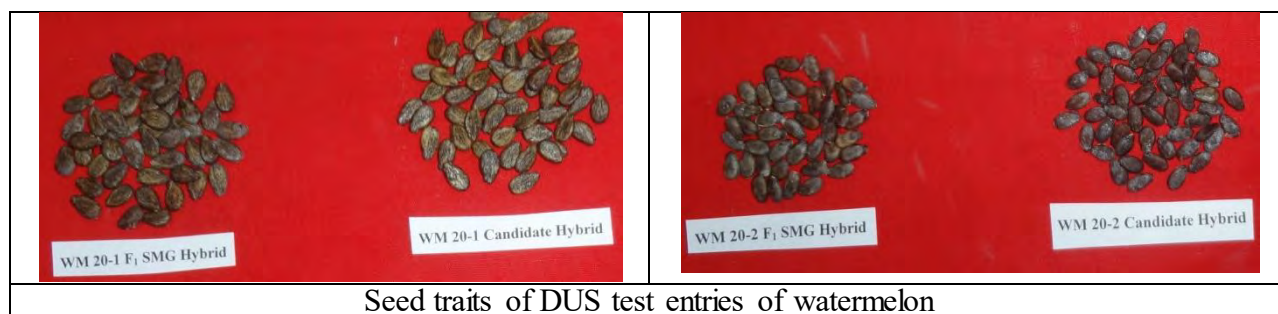 WM 20-1 F₁ SMG Hybrid
WM 20-1 Candidate Hybrid
WM 20-2 F₁ SMG Hybrid
WM 20-2 Candidate Hybrid
Seed traits of DUS test entries of watermelon